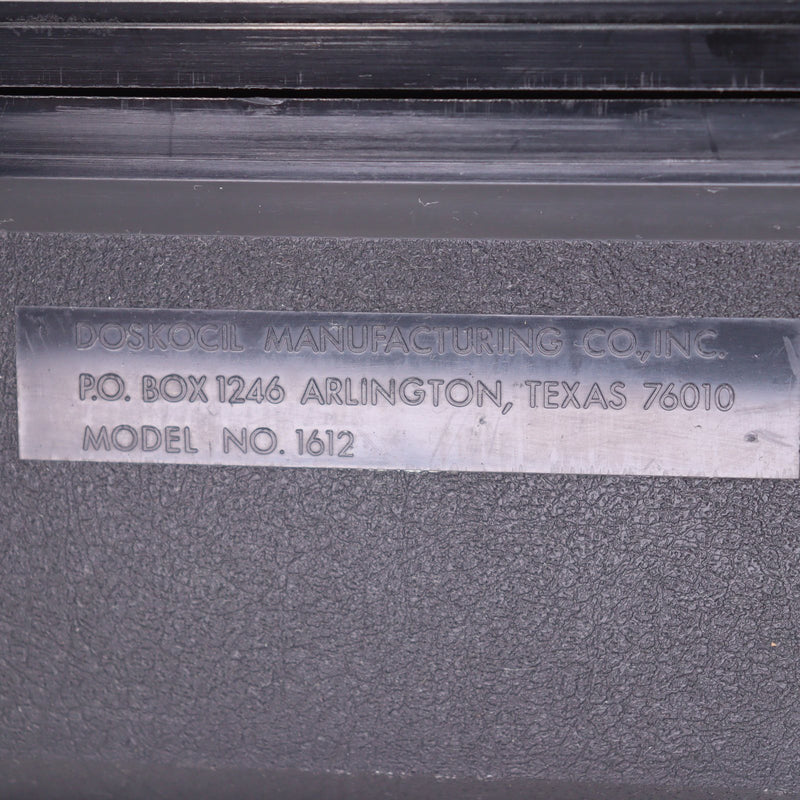 DOSKOCIL MANUFACTURING CO., INC.
P.O. BOX 1246 ARLINGTON, TEXAS 76010
MODEL NO. 1612